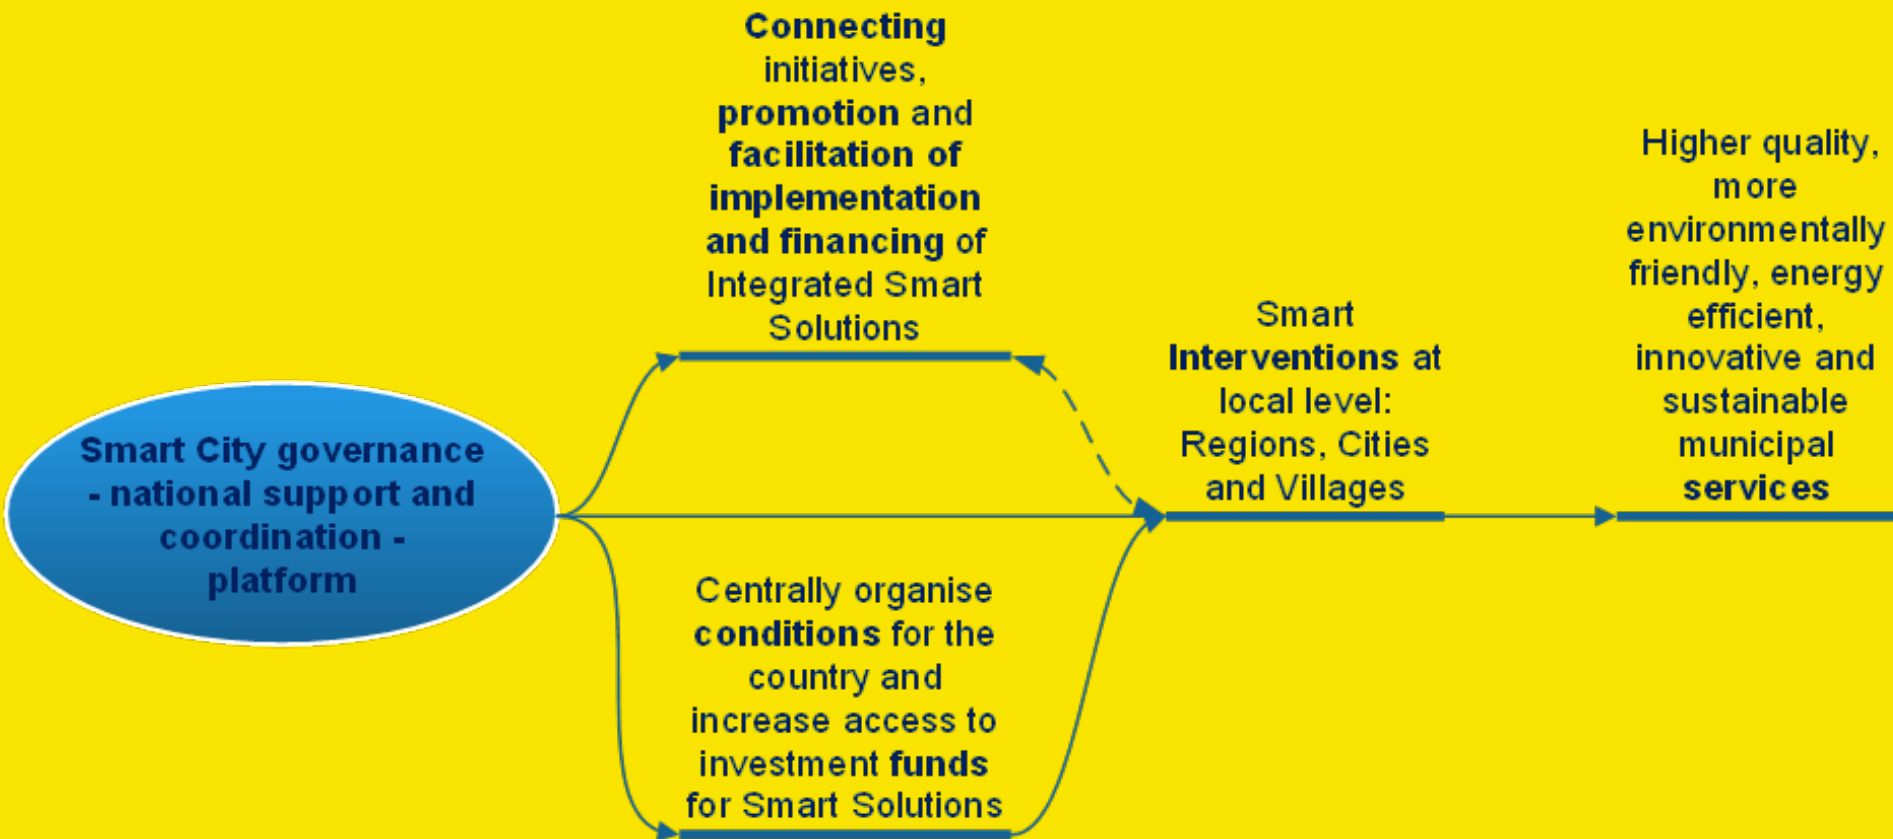 Smart City governance
- national support and
coordination -
platform
Connecting
initiatives,
promotion and
facilitation of
implementation
and financing of
Integrated Smart
Solutions
Centrally organise
conditions for the
country and
increase access to
investment funds
for Smart Solutions
Smart
Interventions at
local level:
Regions, Cities
and Villages
Higher quality,
more
environmentally
friendly, energy
efficient,
innovative and
sustainable
municipal
services